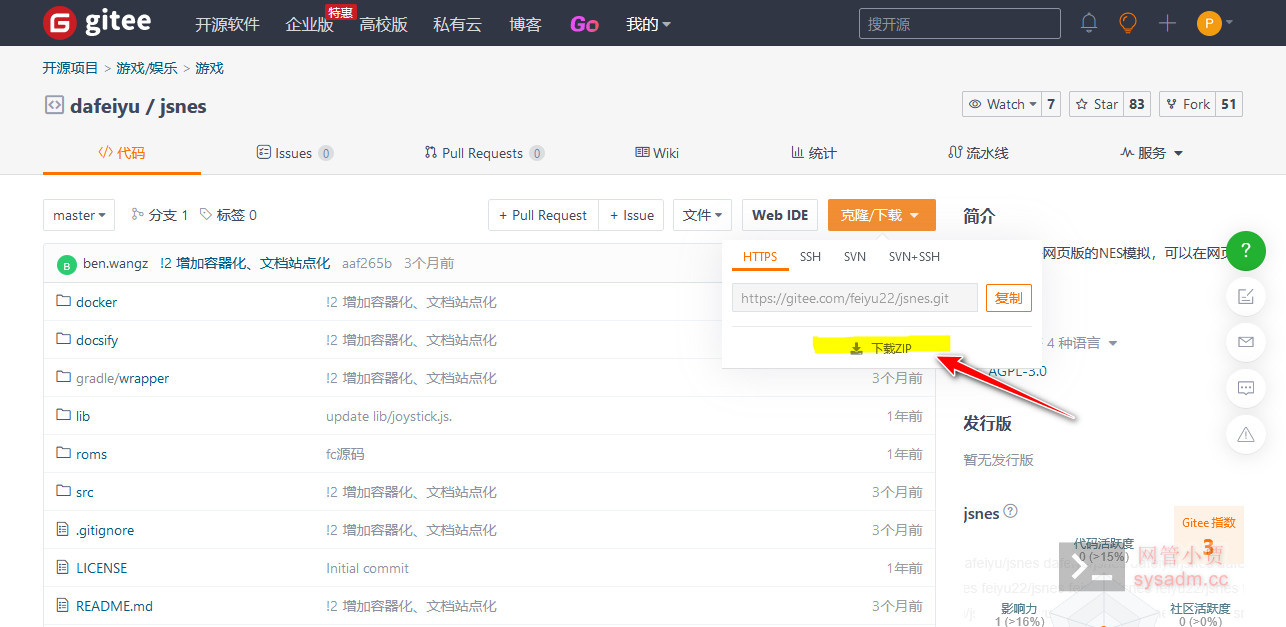 gitee 开源软件 企业版 特惠 高校版 私有云 博客 Go 我的 搜开源 P
开源项目 > 游戏/娱乐 > 游戏
dafeiyu / jsnes
Watch 7 Star 83 Fork 51
代码 Issues 0 Pull Requests 0 Wiki 统计 流水线 服务
master 分支 1 标签 0 + Pull Request + Issue 文件 Web IDE 克隆/下载
简介
B ben.wangz !2 增加容器化、文档站点化 aaf265b 3个月前
HTTPS SSH SVN SVN+SSH
网页版的NES模拟，可以在网页
?
docker !2 增加容器化、文档站点化
https://gitee.com/feiyu22/jsnes.git 复制
docsify !2 增加容器化、文档站点化
下载ZIP
4 种语言
gradle/wrapper !2 增加容器化、文档站点化 3个月前
AGPL-3.0
lib update lib/joystick.js. 1年前
发行版
roms fc源码 1年前
暂无发行版
src !2 增加容器化、文档站点化 3个月前
jsnes ?
.gitignore !2 增加容器化、文档站点化 3个月前
Gitee 指数
3
代码活跃度
0 (>15%)
LICENSE Initial commit 1年前
网管小贾
sysadm.cc
README.md !2 增加容器化、文档站点化 3个月前
影响力
1 (>16%)
社区活跃度
0 (>0%)